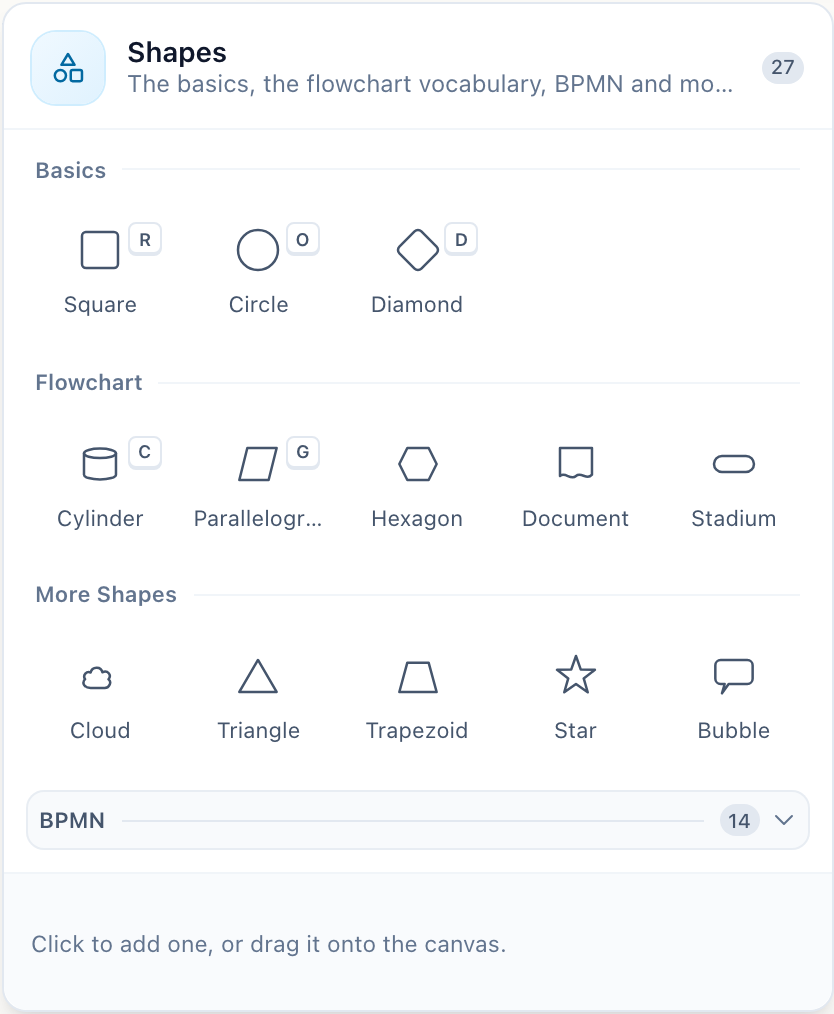 Shapes
The basics, the flowchart vocabulary, BPMN and mo...
27
Basics
R
O
D
Square
Circle
Diamond
Flowchart
C
G
Cylinder
Parallelogr...
Hexagon
Document
Stadium
More Shapes
Cloud
Triangle
Trapezoid
Star
Bubble
BPMN
14
Click to add one, or drag it onto the canvas.